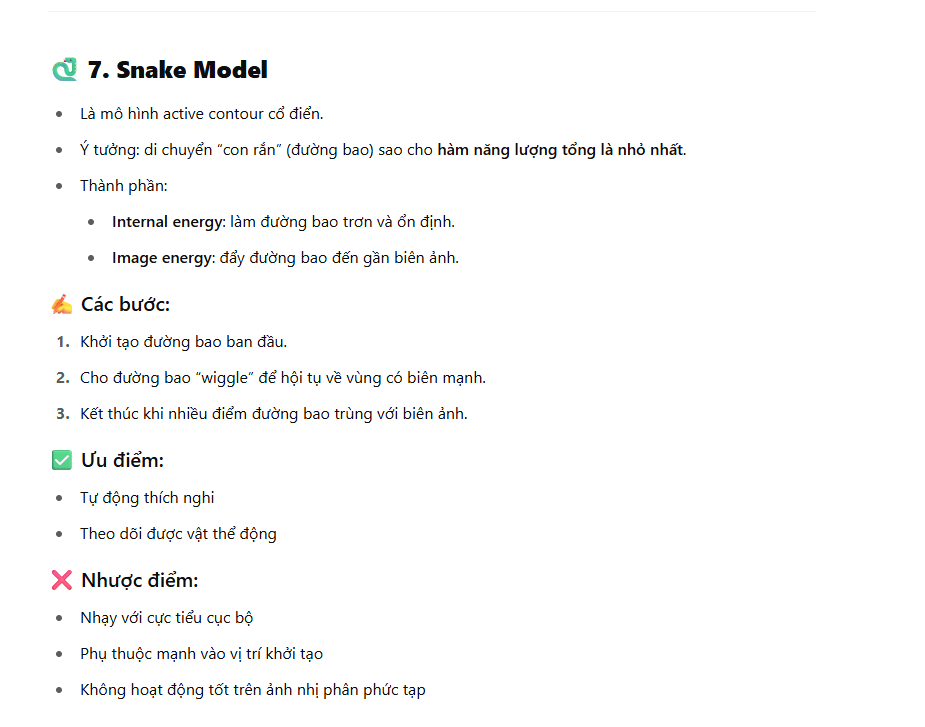 7. Snake Model
Là mô hình active contour cổ điển.
Ý tưởng: di chuyển “con rắn” (đường bao) sao cho hàm năng lượng tổng là nhỏ nhất.
Thành phần:
Internal energy: làm đường bao trơn và ổn định.
Image energy: đẩy đường bao đến gần biên ảnh.
Các bước:
1. Khởi tạo đường bao ban đầu.
2. Cho đường bao “wiggle” để hội tụ về vùng có biên mạnh.
3. Kết thúc khi nhiều điểm đường bao trùng với biên ảnh.
Ưu điểm:
Tự động thích nghi
Theo dõi được vật thể động
Nhược điểm:
Nhạy với cực tiểu cục bộ
Phụ thuộc mạnh vào vị trí khởi tạo
Không hoạt động tốt trên ảnh nhị phân phức tạp